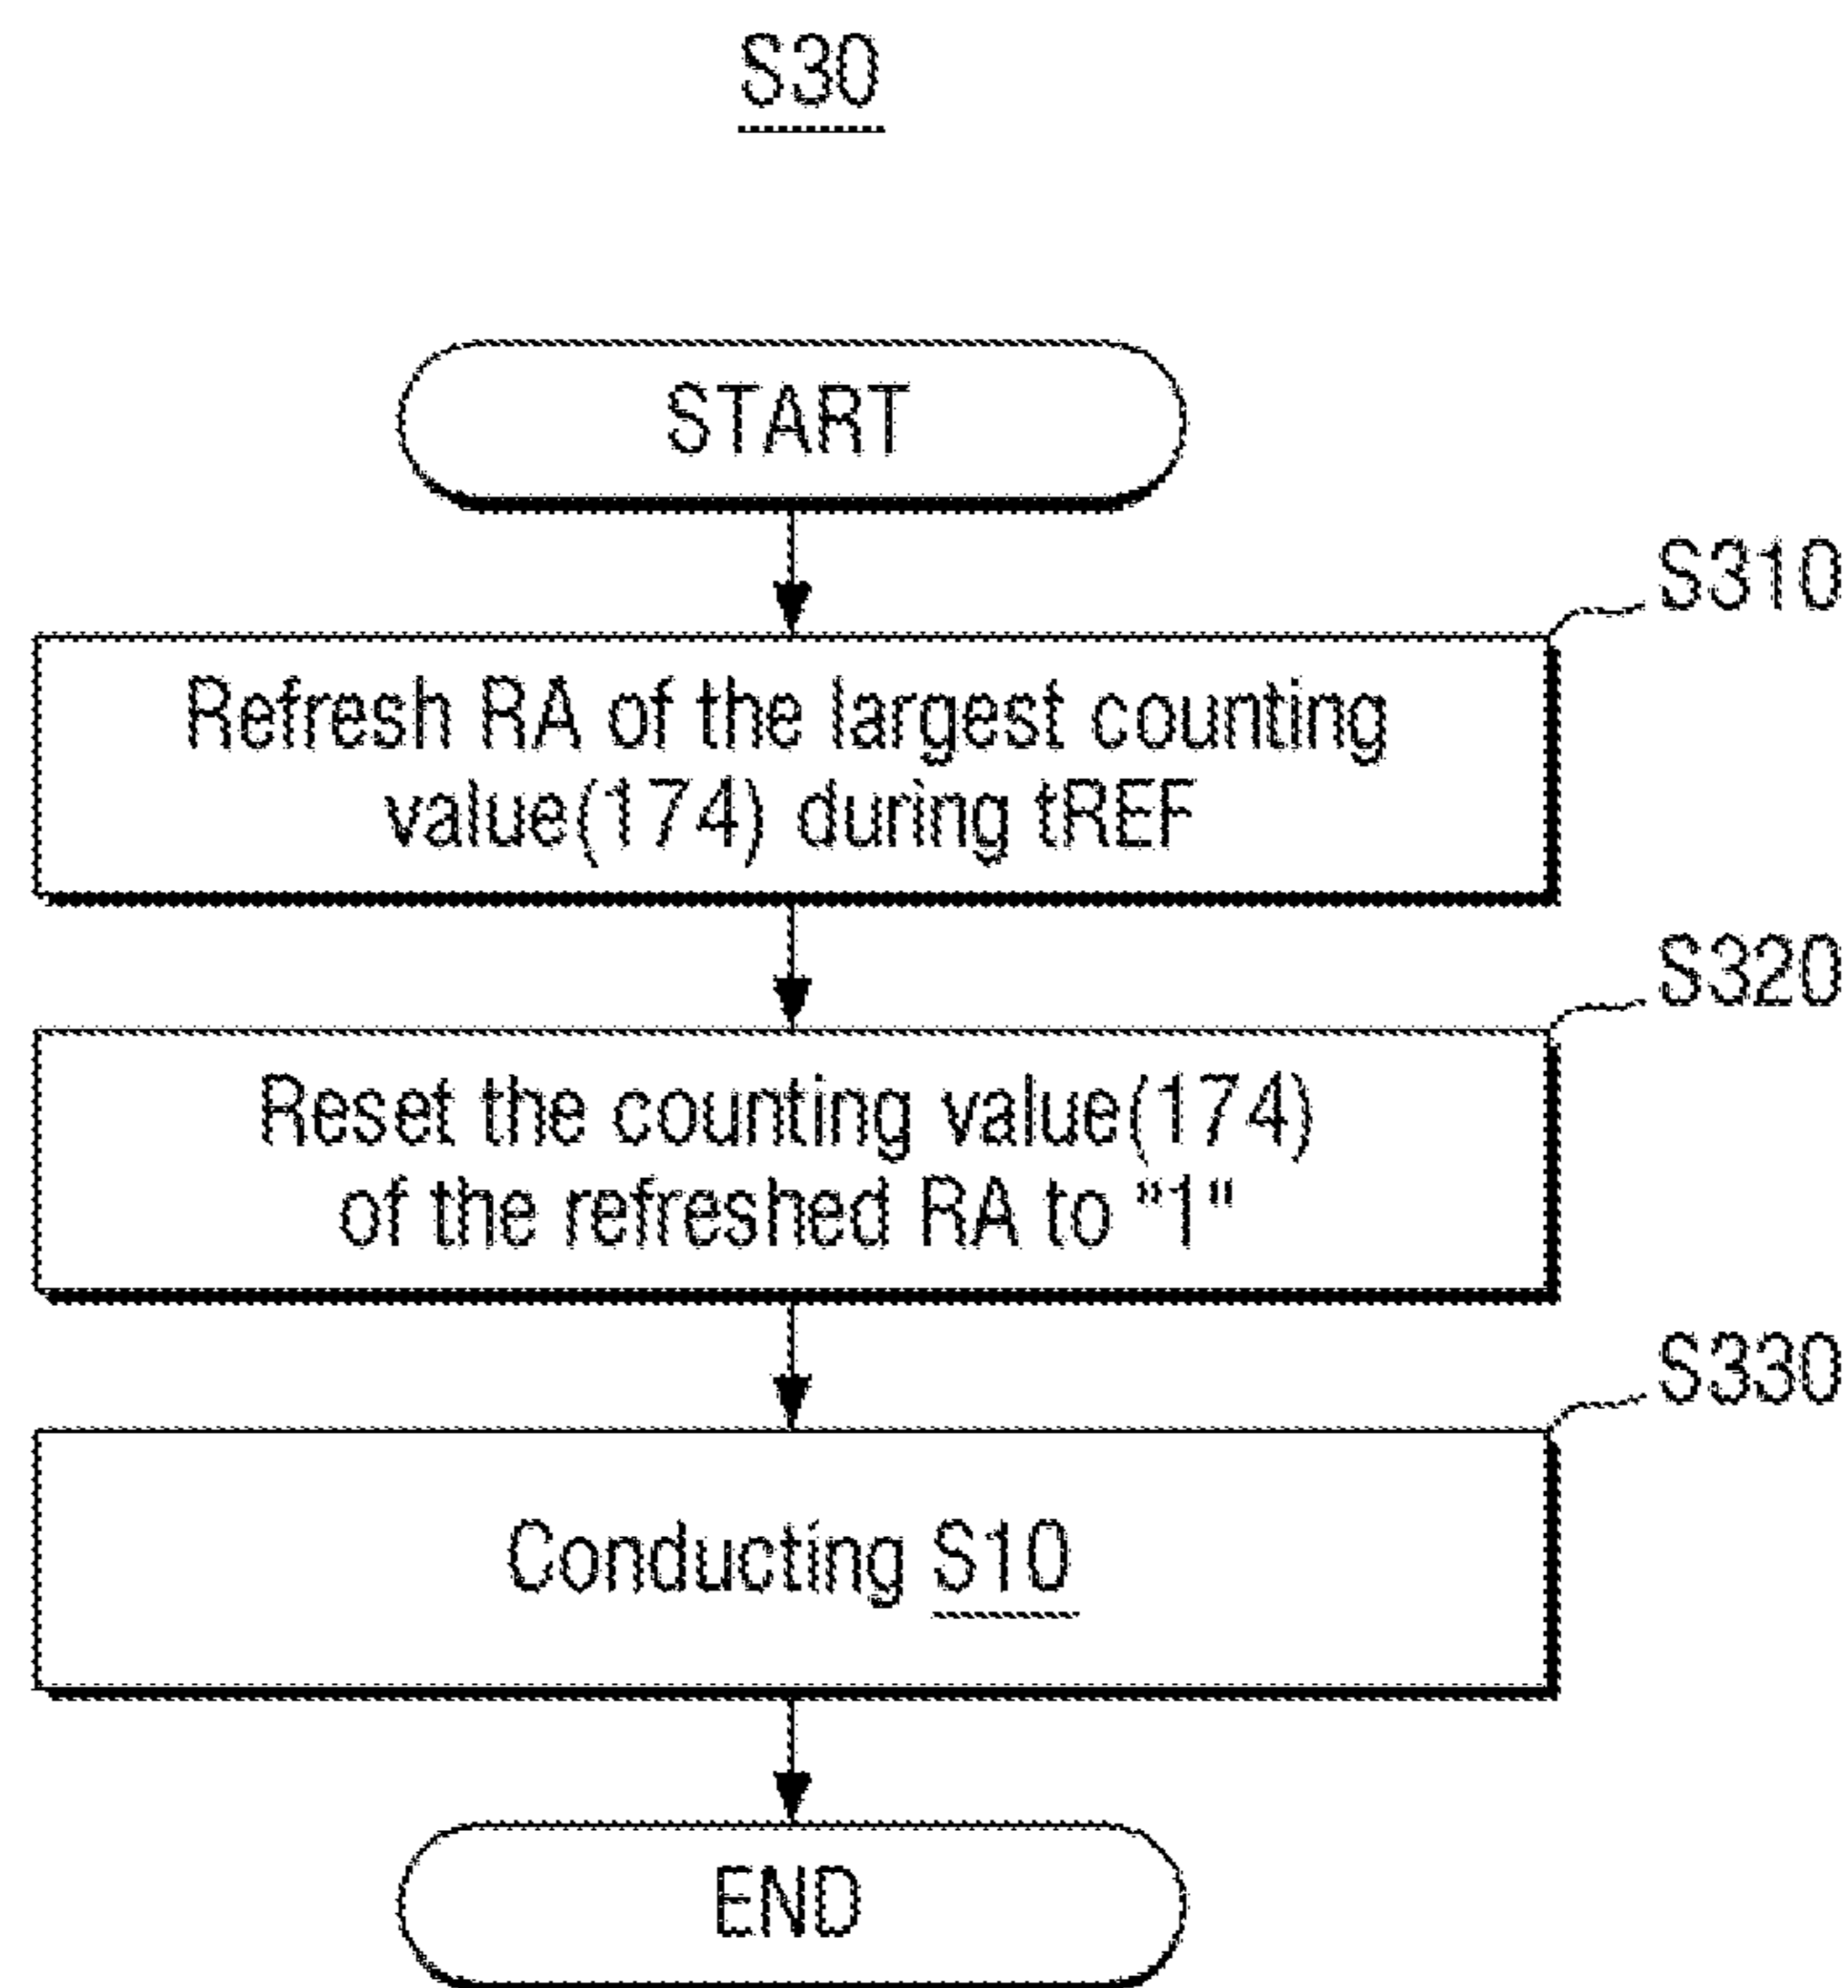 S30
START
S310
Refresh RA of the largest counting
value(174) during tREF
S320
Reset the counting value(174)
of the refreshed RA to "1"
S330
Conducting S10
END